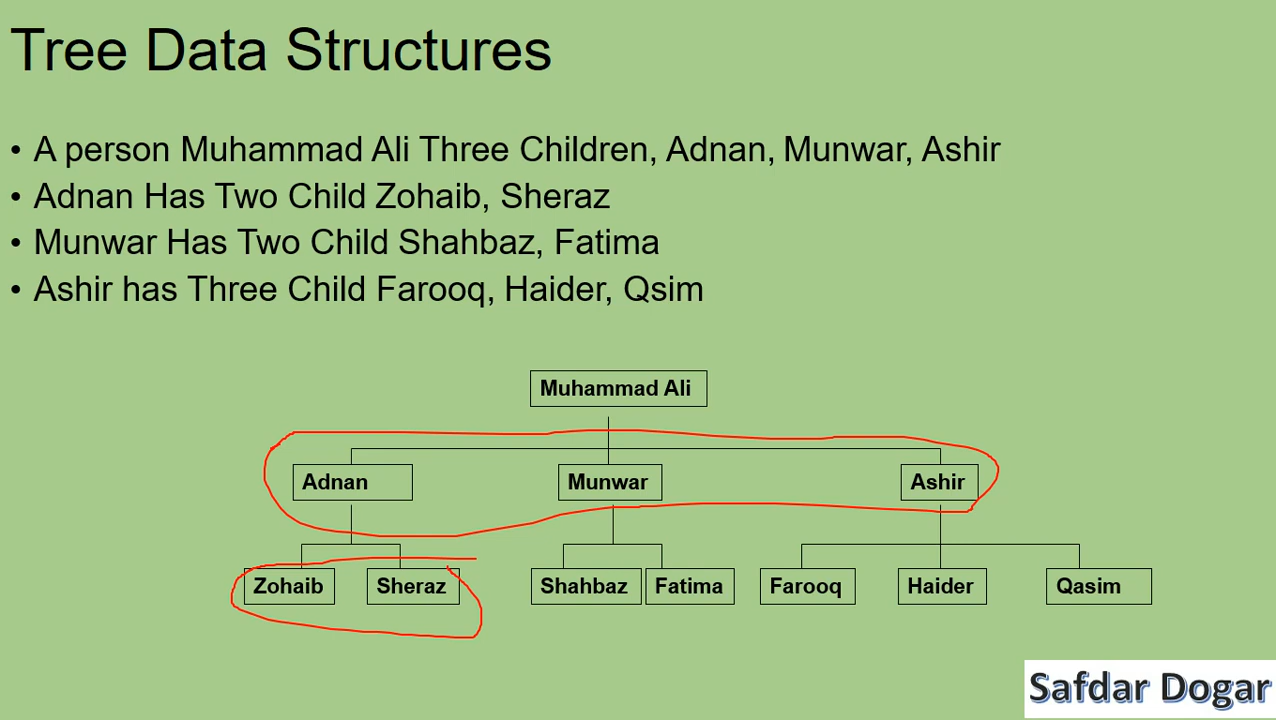 Tree Data Structures
• A person Muhammad Ali Three Children, Adnan, Munwar, Ashir
• Adnan Has Two Child Zohaib, Sheraz
• Munwar Has Two Child Shahbaz, Fatima
• Ashir has Three Child Farooq, Haider, Qsim
Muhammad Ali
Adnan Munwar Ashir
Zohaib Sheraz Shahbaz Fatima Farooq Haider Qasim
Safdar Dogar